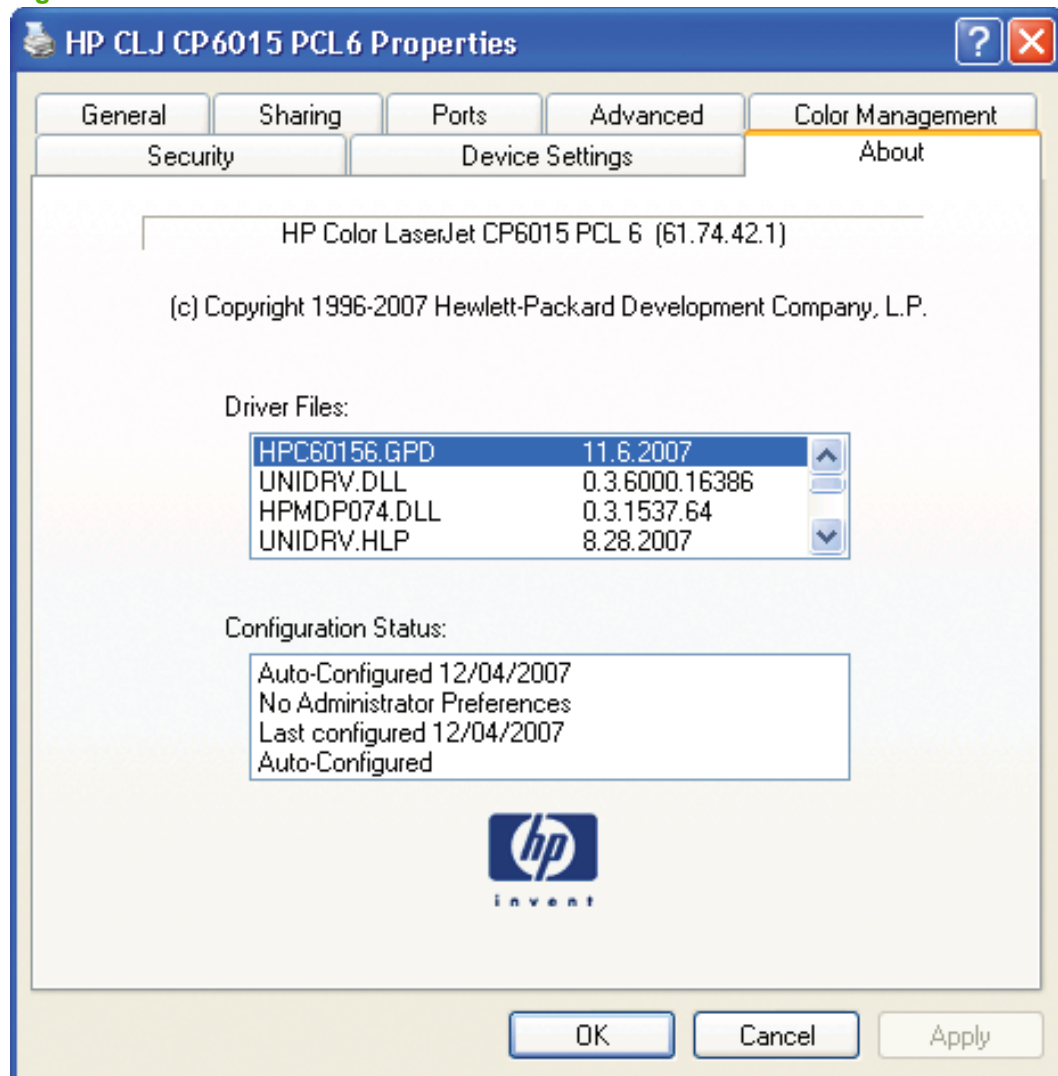 HP CLJ CP6015 PCL6 Properties ?
General Sharing Ports Advanced Color Management
Security Device Settings About
HP Color LaserJet CP6015 PCL 6 (61.74.42.1)
(c) Copyright 1996-2007 Hewlett-Packard Development Company, L.P.
Driver Files:
HPC60156.GPD 11.6.2007
UNIDRV.DLL 0.3.6000.16386
HPMDP074.DLL 0.3.1537.64
UNIDRV.HLP 8.28.2007
Configuration Status:
Auto-Configured 12/04/2007
No Administrator Preferences
Last configured 12/04/2007
Auto-Configured
hp
invent
OK Cancel Apply